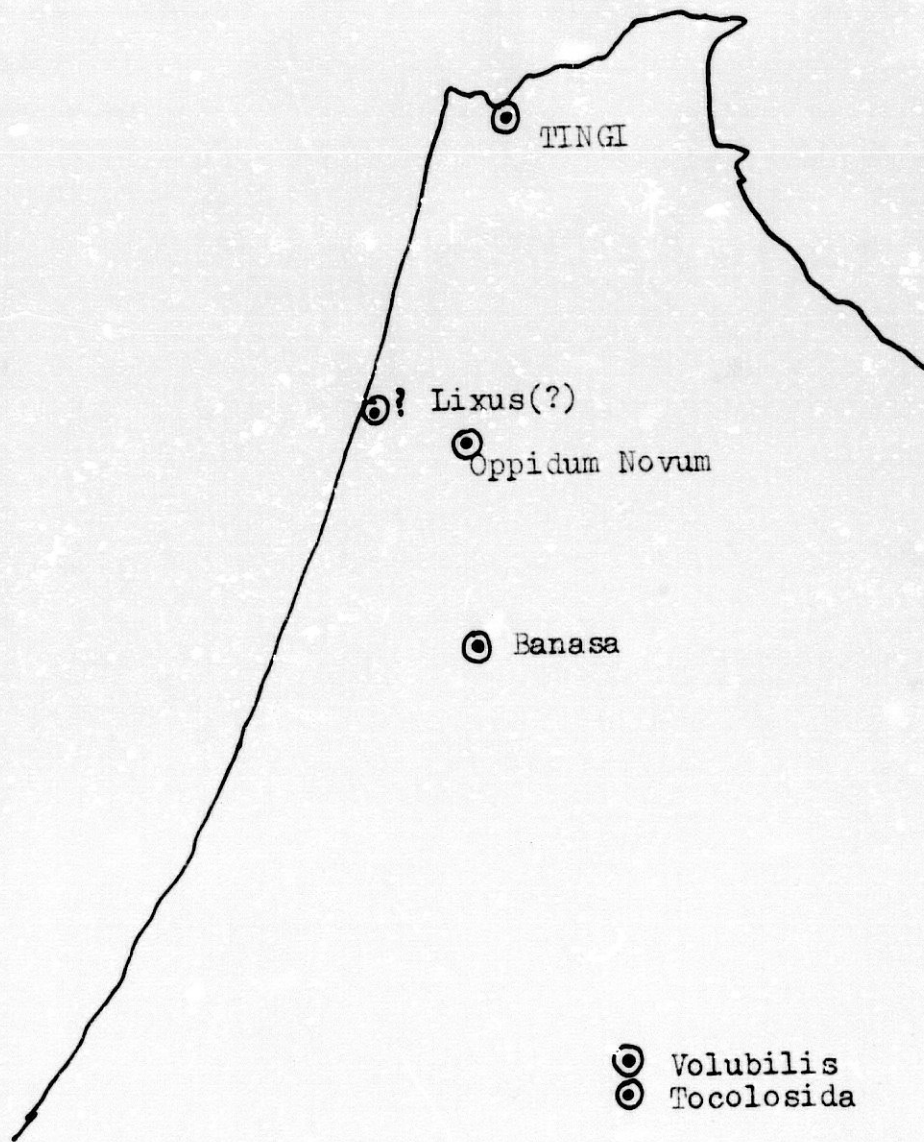 TINGI
? Lixus(?)
Oppidum Novum
Banasa
Volubilis
Tocolosida